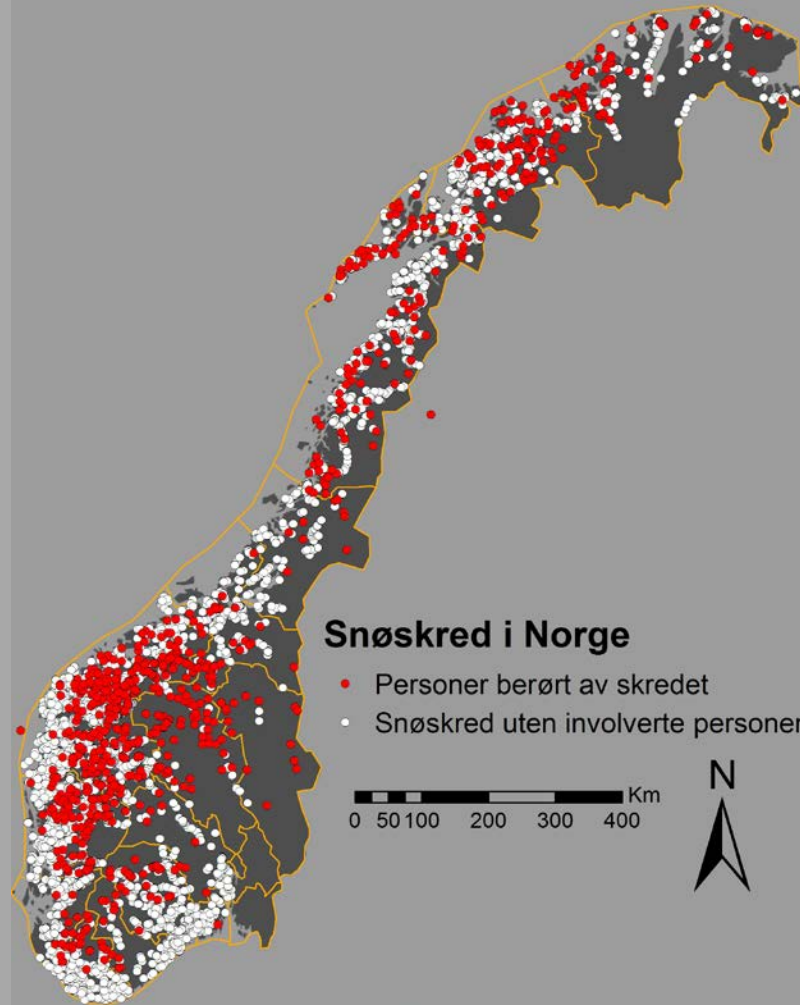 Snøskred i Norge
Personer berørt av skredet
Snøskred uten involverte personer
Km
0 50 100 200 300 400
N